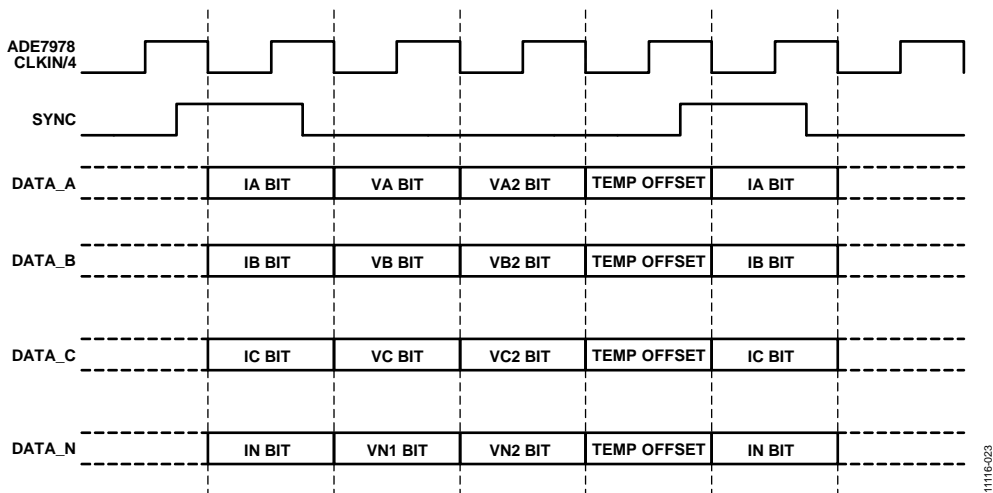 ADE7978
CLKIN/4
SYNC
DATA_A
IA BIT
VA BIT
VA2 BIT
TEMP OFFSET
IA BIT
DATA_B
IB BIT
VB BIT
VB2 BIT
TEMP OFFSET
IB BIT
DATA_C
IC BIT
VC BIT
VC2 BIT
TEMP OFFSET
IC BIT
DATA_N
IN BIT
VN1 BIT
VN2 BIT
TEMP OFFSET
IN BIT
11116-023